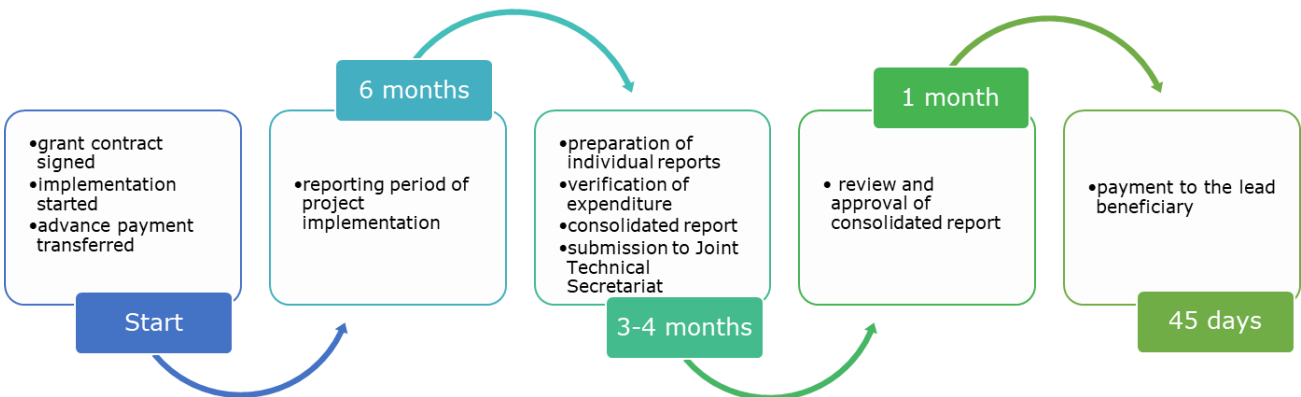 •grant contract
signed
•implementation
started
•advance payment
transferred
Start
6 months
•reporting period of
project
implementation
•preparation of
individual reports
•verification of
expenditure
•consolidated report
•submission to Joint
Technical
Secretariat
3-4 months
1 month
• review and
approval of
consolidated report
•payment to the lead
beneficiary
45 days